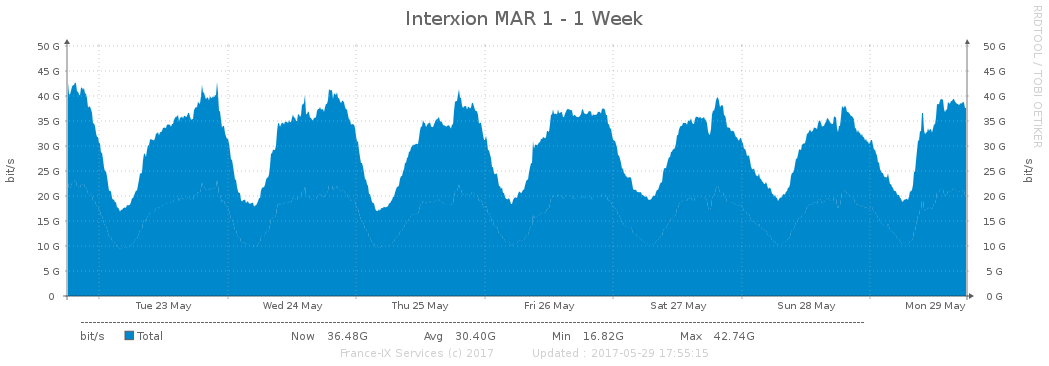 Interxion MAR 1 - 1 Week
RRDTOOL / TOBI OETIKER
50 G 50 G
45 G 45 G
40 G 40 G
35 G 35 G
30 G 30 G
25 G 25 G
20 G 20 G
15 G 15 G
10 G 10 G
5 G 5 G
0 0 G
bit/s
bit/s
Tue 23 May Wed 24 May Thu 25 May Fri 26 May Sat 27 May Sun 28 May Mon 29 May
bit/s Total Now 36.48G Avg 30.40G Min 16.82G Max 42.74G
France-IX Services (c) 2017 Updated : 2017-05-29 17:55:15